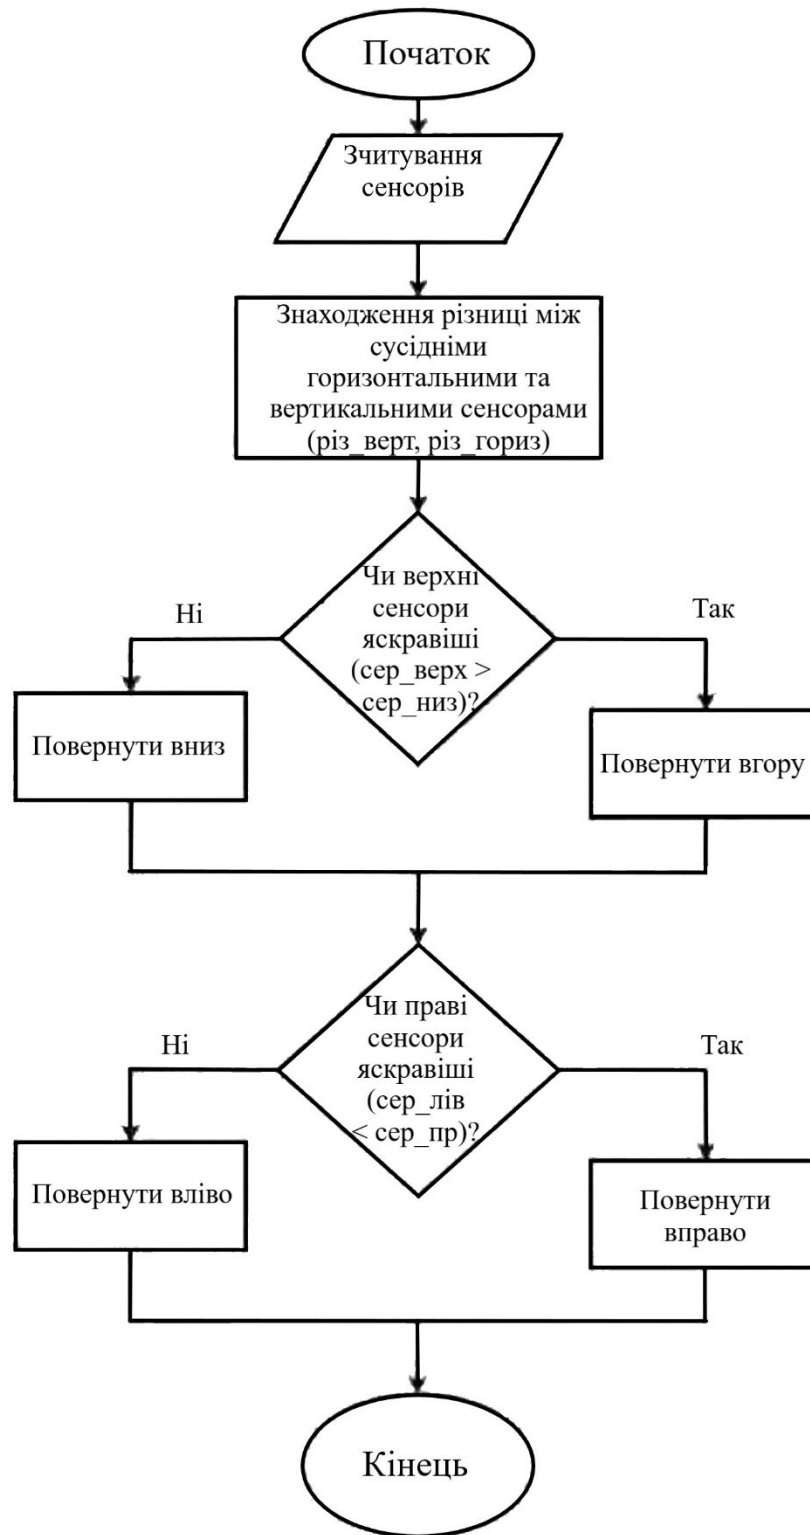 Початок
Зчитування
сенсорів
Знаходження різниці між
сусідніми
горизонтальними та
вертикальними сенсорами
(різ_верт, різ_гориз)
Чи верхні
сенсори
яскравіші
(сер_верх >
сер_низ)?
Ні
Так
Повернути вниз
Повернути вгору
Чи праві
сенсори
яскравіші
(сер_лів
< сер_пр)?
Ні
Так
Повернути вліво
Повернути
вправо
Кінець